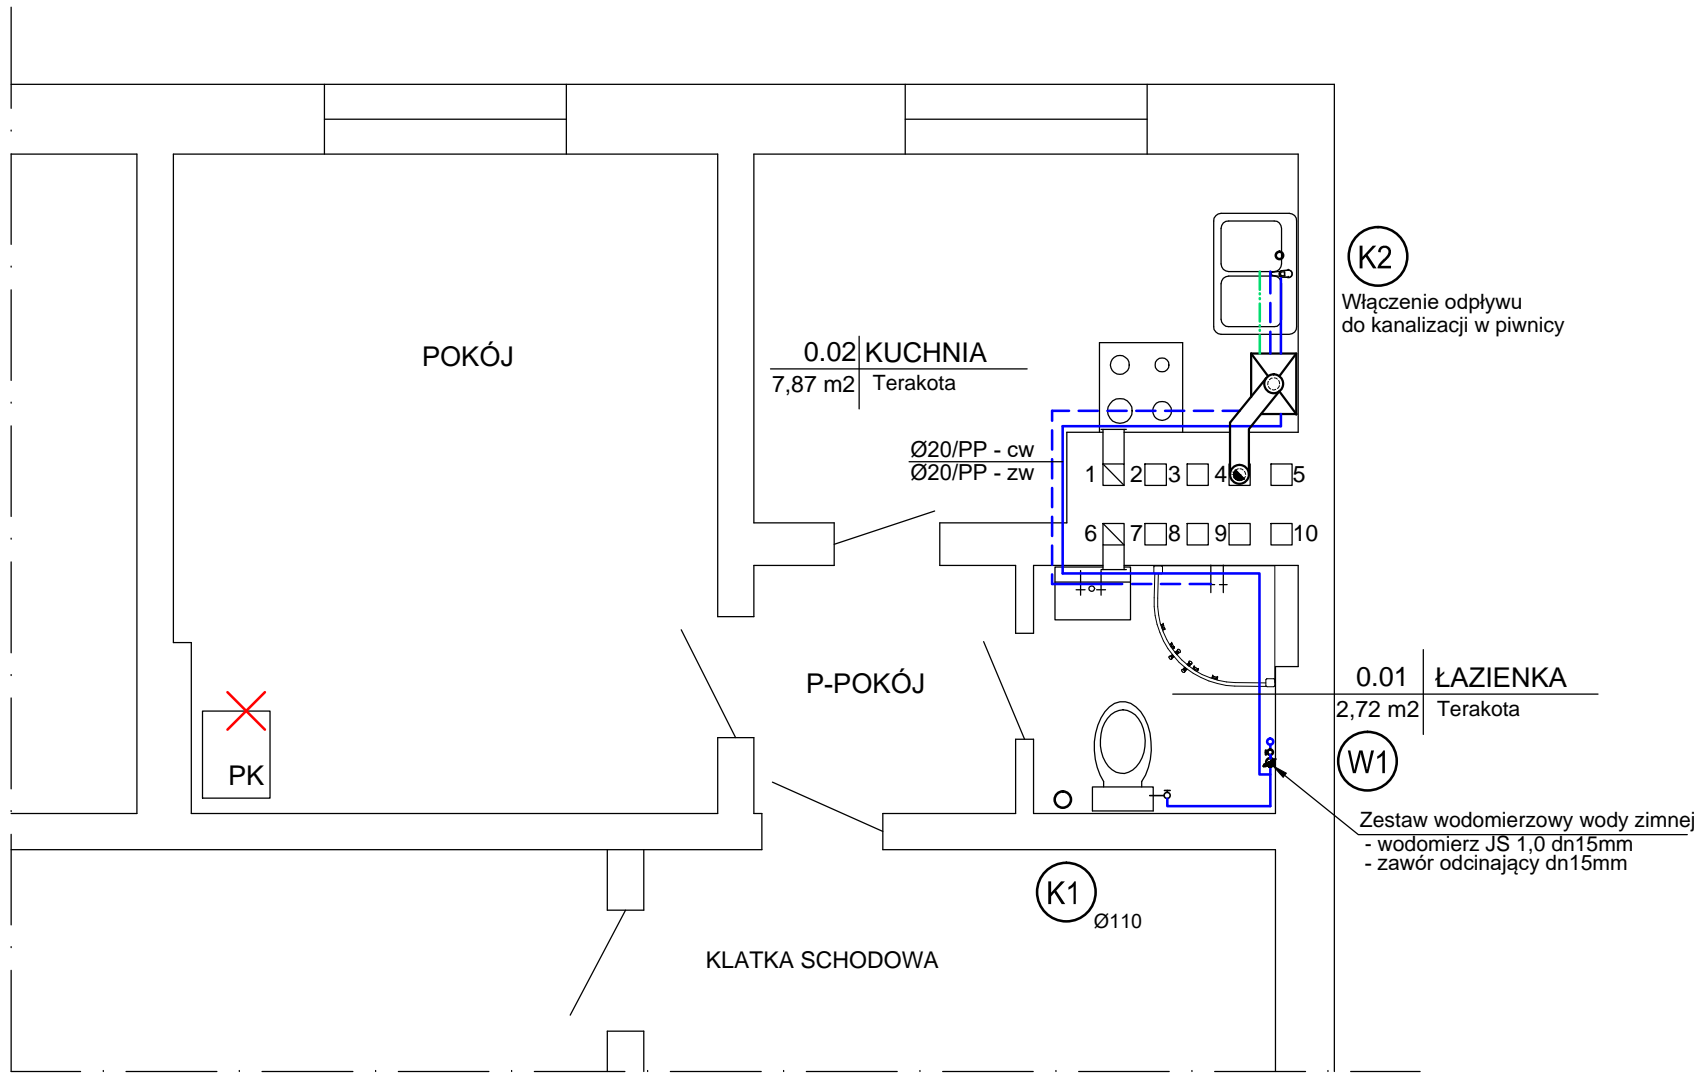 K2
Włączenie odpływu
do kanalizacji w piwnicy
POKÓJ
0.02 KUCHNIA
7,87 m2 Terakota
Ø20/PP - cw
Ø20/PP - zw
1 2 3 4 5
6 7 8 9 10
P-POKÓJ
0.01 ŁAZIENKA
2,72 m2 Terakota
PK
W1
Zestaw wodomierzowy wody zimnej
- wodomierz JS 1,0 dn15mm
- zawór odcinający dn15mm
K1
Ø110
KLATKA SCHODOWA